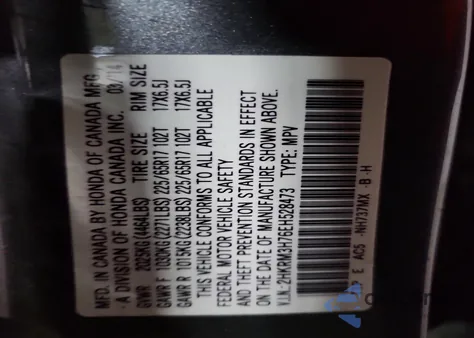 MFD. IN CANADA BY HONDA OF CANADA MFG.
-A DIVISION OF HONDA CANADA INC. 03/14
GVWR 2025KG(4464LBS) TIRE SIZE RIM SIZE
GAWR F 1030KG(2271LBS) 225/65R17 102T 17X6.5J
GAWR R 1015KG(2238LBS) 225/65R17 102T 17X6.5J
THIS VEHICLE CONFORMS TO ALL APPLICABLE
FEDERAL MOTOR VEHICLE SAFETY
AND THEFT PREVENTION STANDARDS IN EFFECT
ON THE DATE OF MANUFACTURE SHOWN ABOVE.
V.I.N.: 2HKRM3H76EH528473 TYPE: MPV
E AC5 -NH737MX -B -H